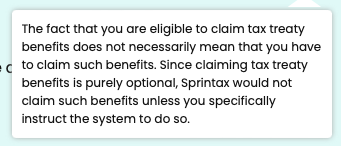 The fact that you are eligible to claim tax treaty
benefits does not necessarily mean that you have
to claim such benefits. Since claiming tax treaty
benefits is purely optional, Sprintax would not
claim such benefits unless you specifically
instruct the system to do so.